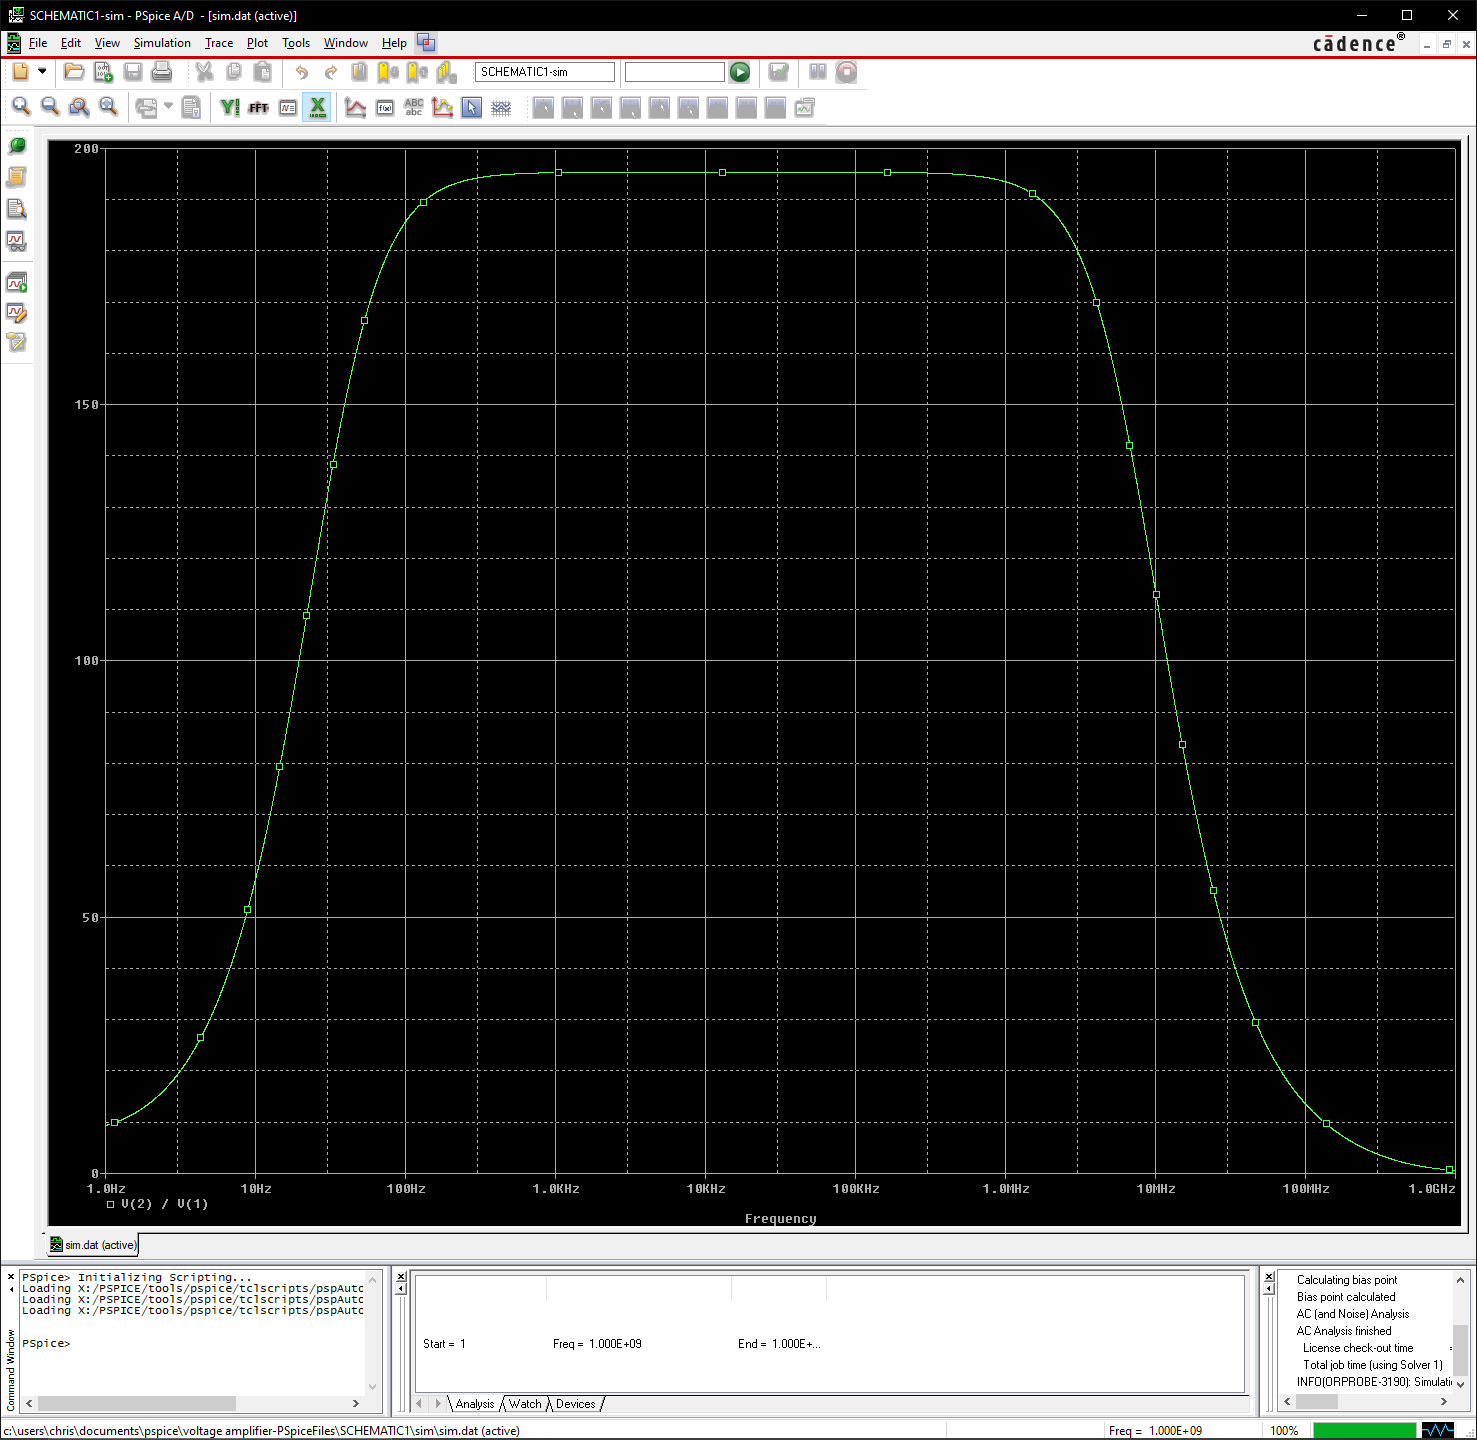 SCHEMATIC1-sim - PSpice A/D - [sim.dat (active)]
File Edit View Simulation Trace Plot Tools Window Help
cādence®
SCHEMATIC1-sim
FFT
ABC
abc
200
150
100
50
0
1.0Hz 10Hz 100Hz 1.0KHz 10KHz 100KHz 1.0MHz 10MHz 100MHz 1.0GHz
V(2) / V(1)
Frequency
sim.dat (active)
Command Window
PSpice> Initializing Scripting...
Loading X:/PSPICE/tools/pspice/tclscripts/pspAuto
Loading X:/PSPICE/tools/pspice/tclscripts/pspAuto
Loading X:/PSPICE/tools/pspice/tclscripts/pspAuto
PSpice>
Start = 1 Freq = 1.000E+09 End = 1.000E+...
Analysis Watch Devices
Calculating bias point
Bias point calculated
AC (and Noise) Analysis
AC Analysis finished
License check-out time =
Total job time (using Solver 1)
INFO(ORPROBE-3190): Simulati
c:\users\chris\documents\pspice\voltage amplifier-PSpiceFiles\SCHEMATIC1\sim\sim.dat (active) Freq = 1.000E+09 100%